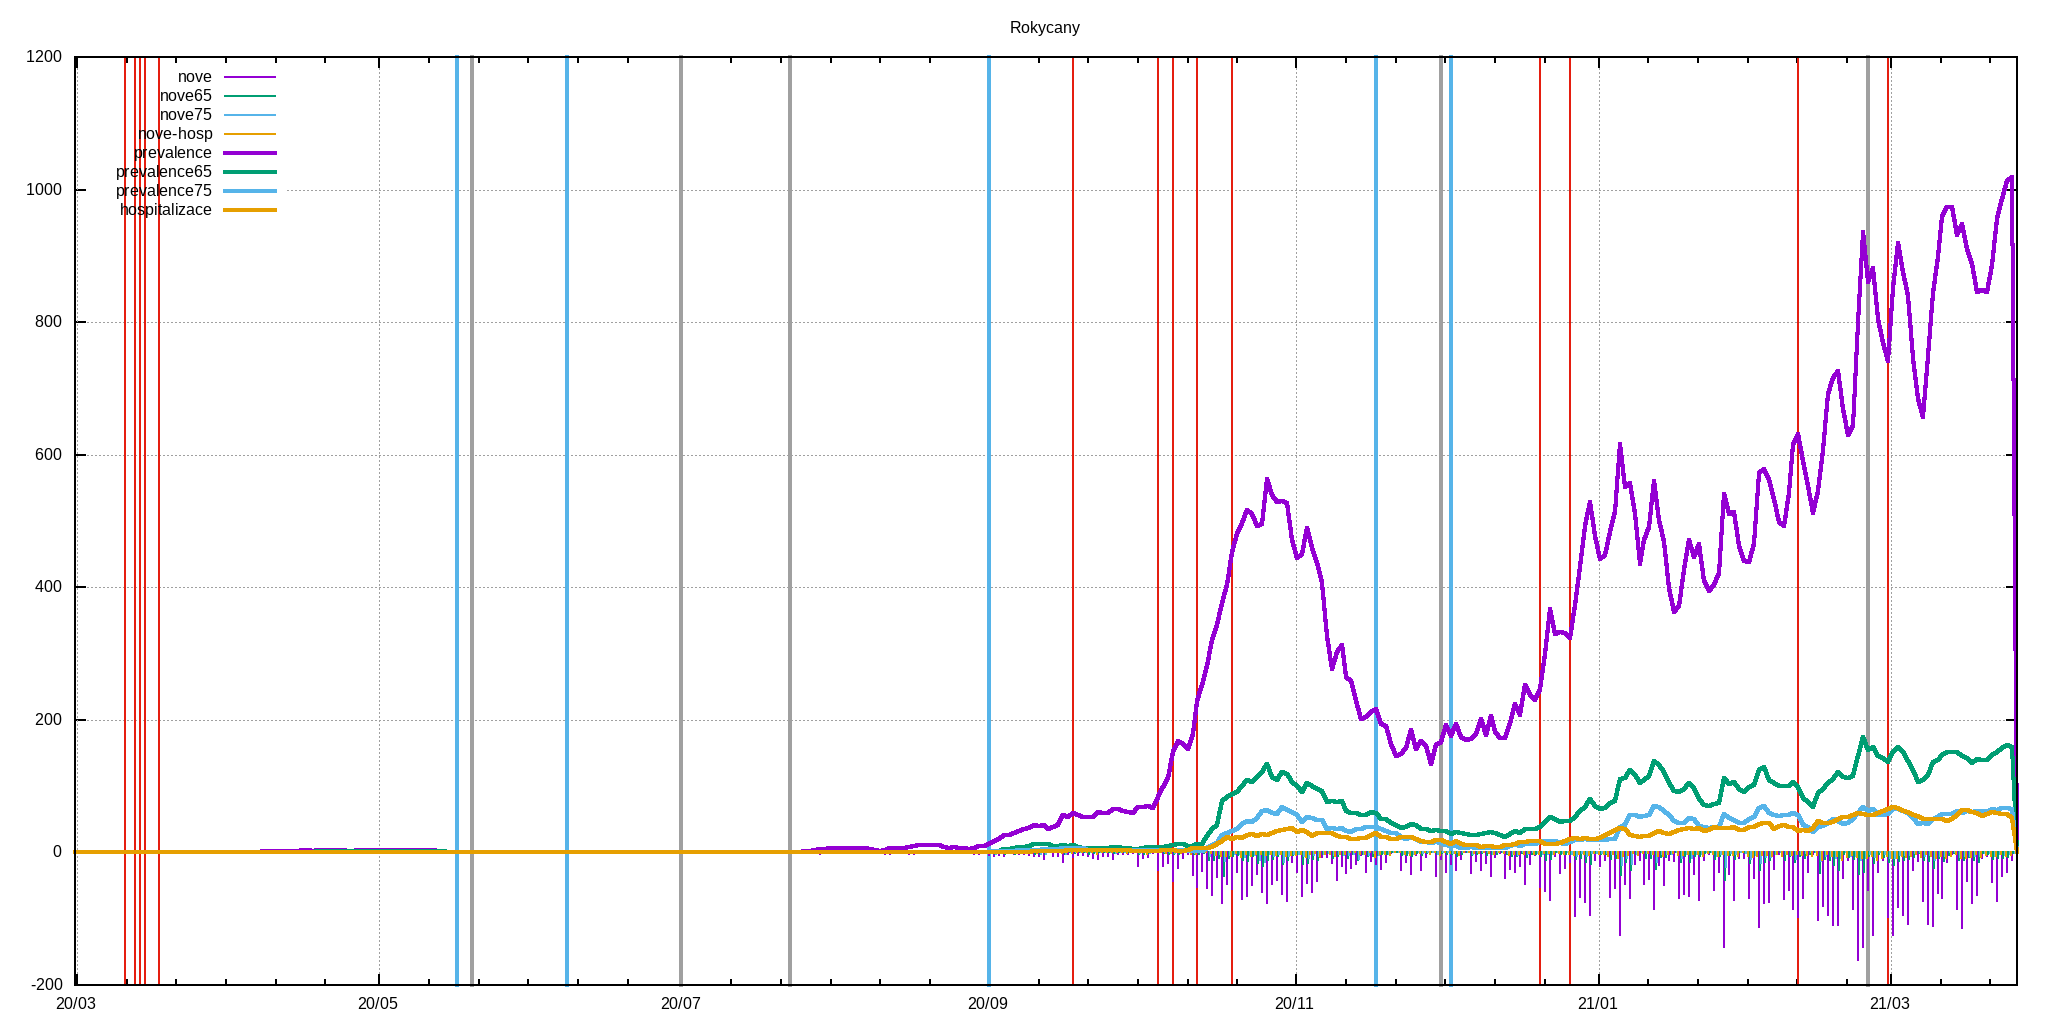 Rokycany
1200
1000
800
600
400
200
0
-200
nove
nove65
nove75
nove-hosp
prevalence
prevalence65
prevalence75
hospitalizace
20/03
20/05
20/07
20/09
20/11
21/01
21/03